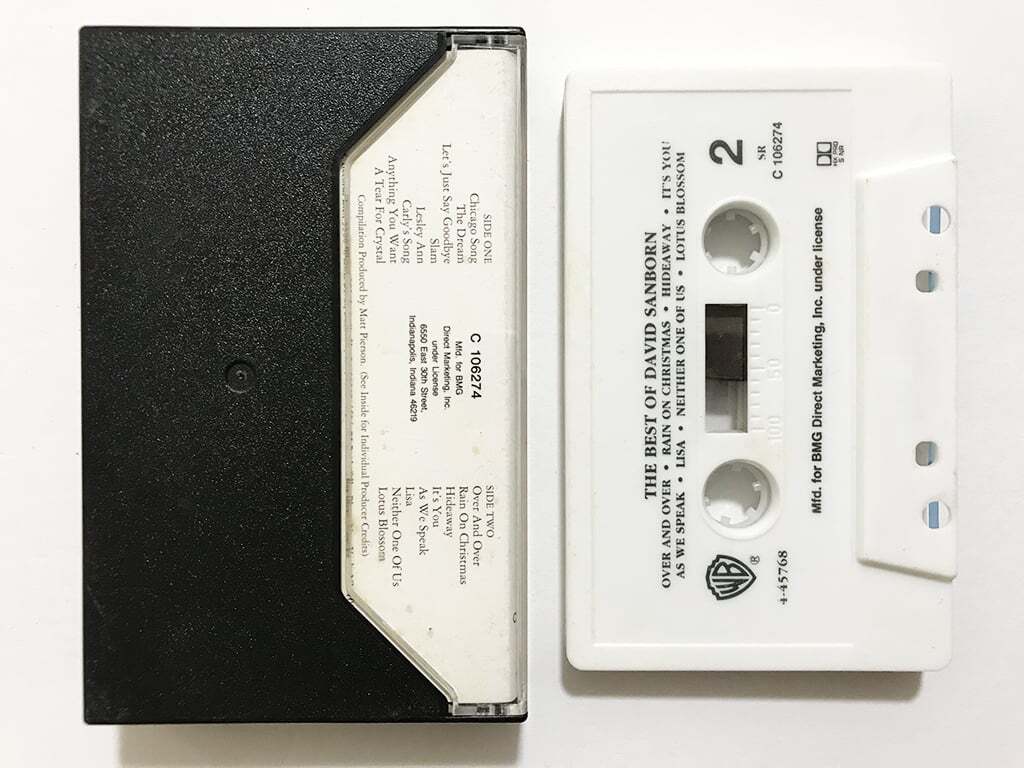 SIDE ONE
Chicago Song
The Dream
Let's Just Say Goodbye
Slam
Lesley Ann
Carly's Song
Anything You Want
A Tear For Crystal
C 106274
Mfd. for BMG
Direct Marketing, Inc.
under License
6550 East 30th Street,
Indianapolis, Indiana 46219
SIDE TWO
Over And Over
Rain On Christmas
Hideaway
It's You
As We Speak
Lisa
Neither One Of Us
Lotus Blossom
Compilation Produced by Matt Pierson. (See Inside for Individual Producer Credits)
THE BEST OF DAVID SANBORN
OVER AND OVER • RAIN ON CHRISTMAS • HIDEAWAY • IT'S YOU
AS WE SPEAK • LISA • NEITHER ONE OF US • LOTUS BLOSSOM
2
SR
C 106274
0 50 100
WB ®
4-45768
Mfd. for BMG Direct Marketing, Inc. under license
HX PRO
S NR